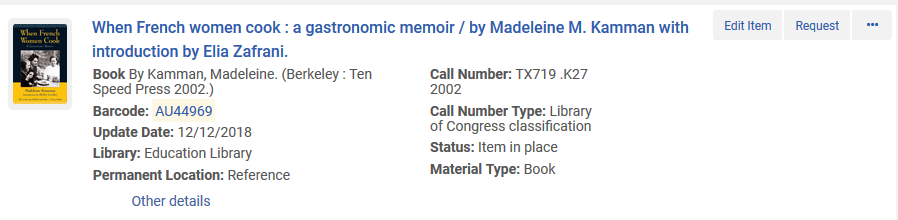 When French women cook : a gastronomic memoir / by Madeleine M. Kamman with
introduction by Elia Zafrani.
Edit Item
Request
•••
When French
Women Cook
Book By Kamman, Madeleine. (Berkeley : Ten
Speed Press 2002.)
Barcode: AU44969
Update Date: 12/12/2018
Library: Education Library
Permanent Location: Reference
Other details
Call Number: TX719 .K27
2002
Call Number Type: Library
of Congress classification
Status: Item in place
Material Type: Book